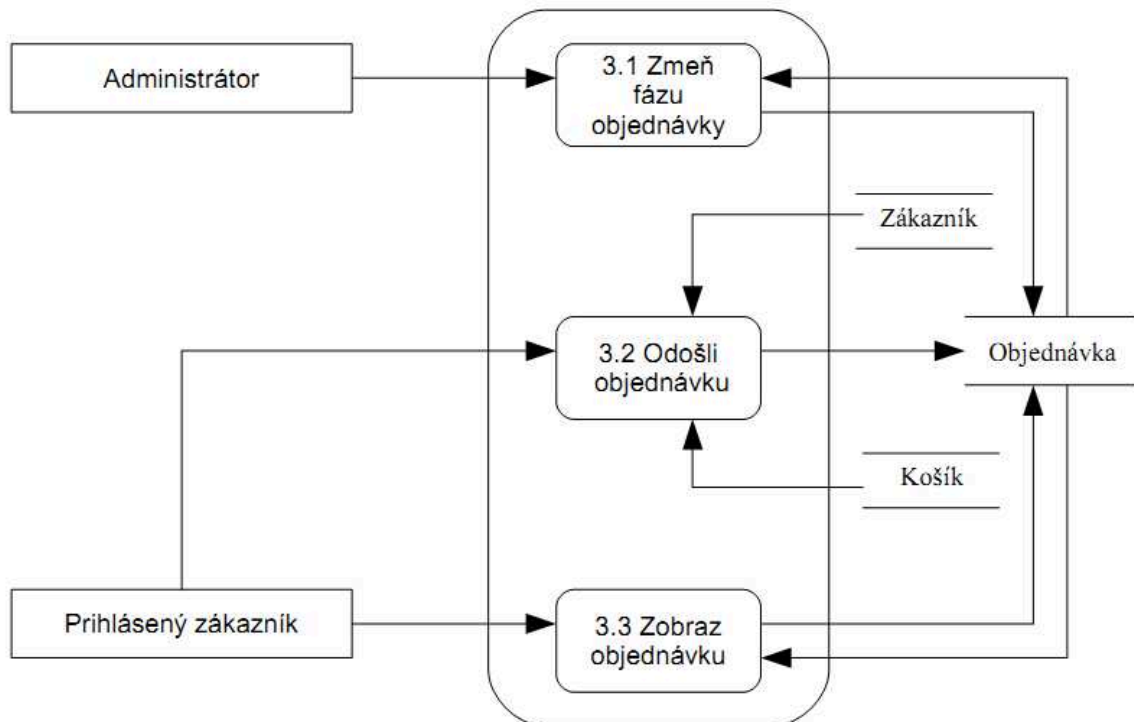 Administrátor
3.1 Zmeň
fázu
objednávky
Zákazník
3.2 Odošli
objednávku
Objednávka
Košík
Prihlásený zákazník
3.3 Zobraz
objednávku